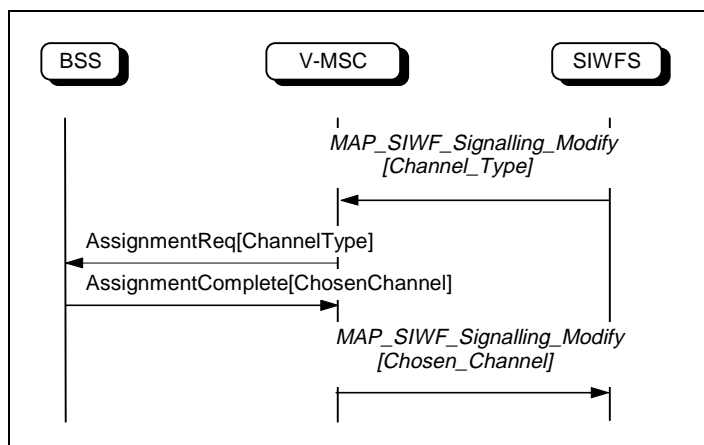 BSS
V-MSC
SIWFS
MAP_SIWF_Signalling_Modify
[Channel_Type]
AssignmentReq[ChannelType]
AssignmentComplete[ChosenChannel]
MAP_SIWF_Signalling_Modify
[Chosen_Channel]